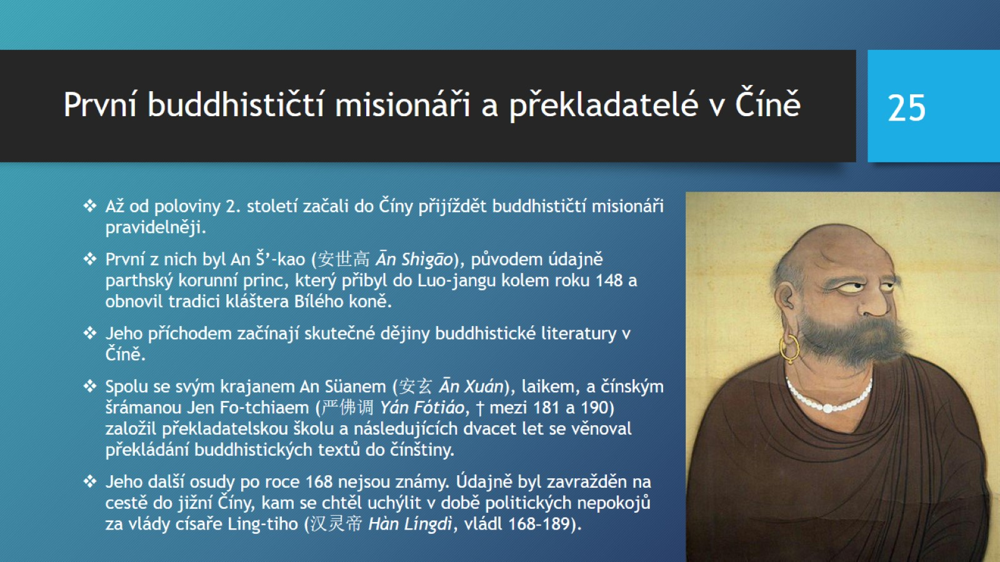 První buddhističtí misionáři a překladatelé v Číně
25
❖ Až od poloviny 2. století začali do Číny přijíždět buddhističtí misionáři
pravidelněji.
❖ První z nich byl An Š’-kao (安世高 Ān Shìgāo), původem údajně
parthský korunní princ, který přibyl do Luo-jangu kolem roku 148 a
obnovil tradici kláštera Bílého koně.
❖ Jeho příchodem začínají skutečné dějiny buddhistické literatury v
Číně.
❖ Spolu se svým krajanem An Süanem (安玄 Ān Xuán), laikem, a čínským
šrámanou Jen Fo-tchiaem (严佛调 Yán Fótiáo, † mezi 181 a 190)
založil překladatelskou školu a následujících dvacet let se věnoval
překládání buddhistických textů do čínštiny.
❖ Jeho další osudy po roce 168 nejsou známy. Údajně byl zavražděn na
cestě do jižní Číny, kam se chtěl uchýlit v době politických nepokojů
za vlády císaře Ling-tiho (汉灵帝 Hàn Língdì, vládl 168–189).